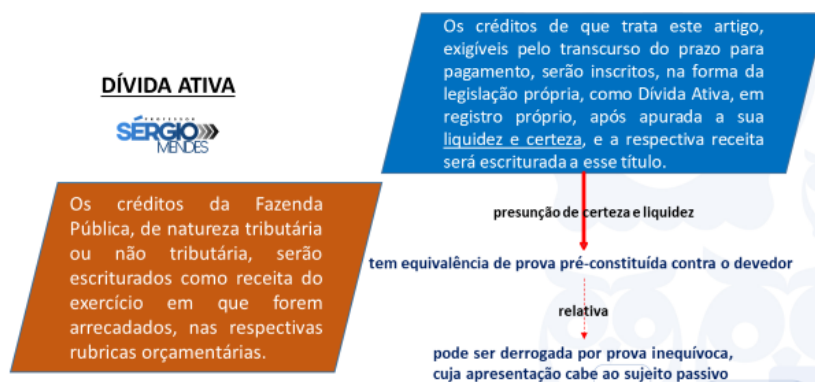 DÍVIDA ATIVA
PROFESSOR
SÉRGIO
MENDES
Os créditos da Fazenda
Pública, de natureza tributária
ou não tributária, serão
escriturados como receita do
exercício em que forem
arrecadados, nas respectivas
rubricas orçamentárias.
Os créditos de que trata este artigo,
exigíveis pelo transcurso do prazo para
pagamento, serão inscritos, na forma da
legislação própria, como Dívida Ativa, em
registro próprio, após apurada a sua
liquidez e certeza, e a respectiva receita
será escriturada a esse título.
presunção de certeza e liquidez
tem equivalência de prova pré-constituída contra o devedor
relativa
pode ser derrogada por prova inequívoca,
cuja apresentação cabe ao sujeito passivo